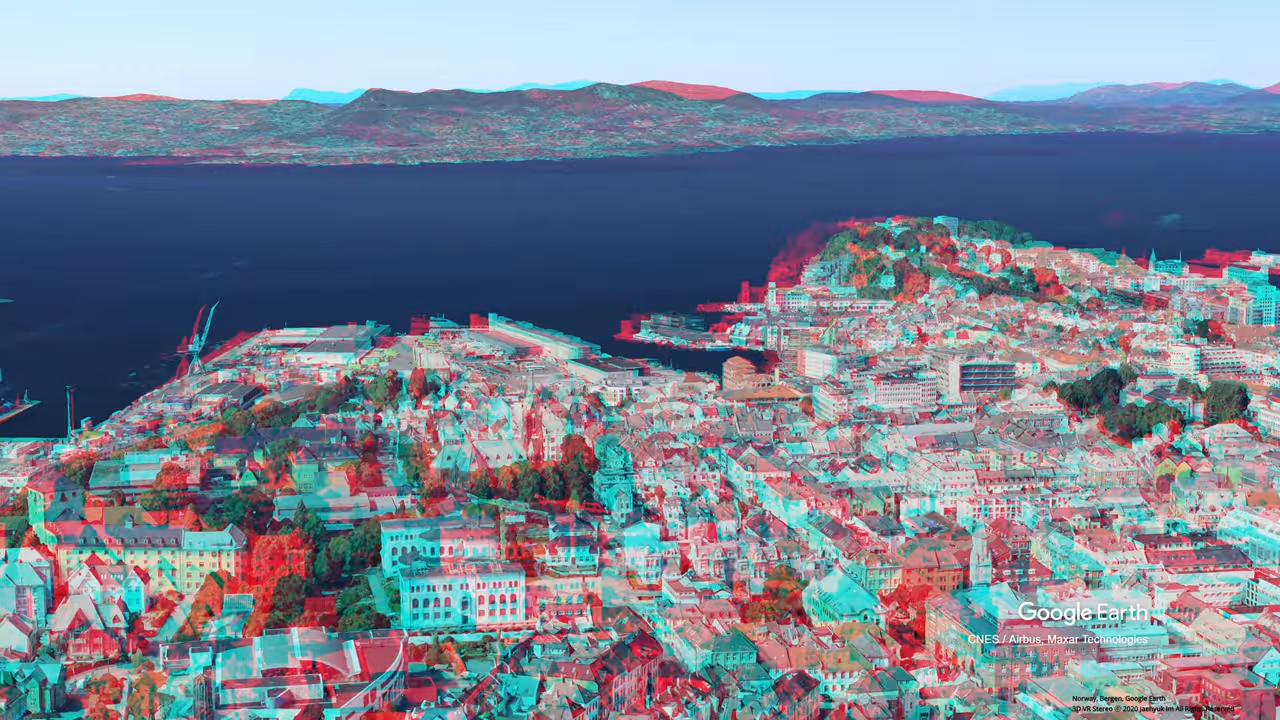 Google Earth
CNES / Airbus, Maxar Technologies
Norway, Bergen, Google Earth
3D VR Stereo @ 2020 Jaehyuk Im All Rights Reserved